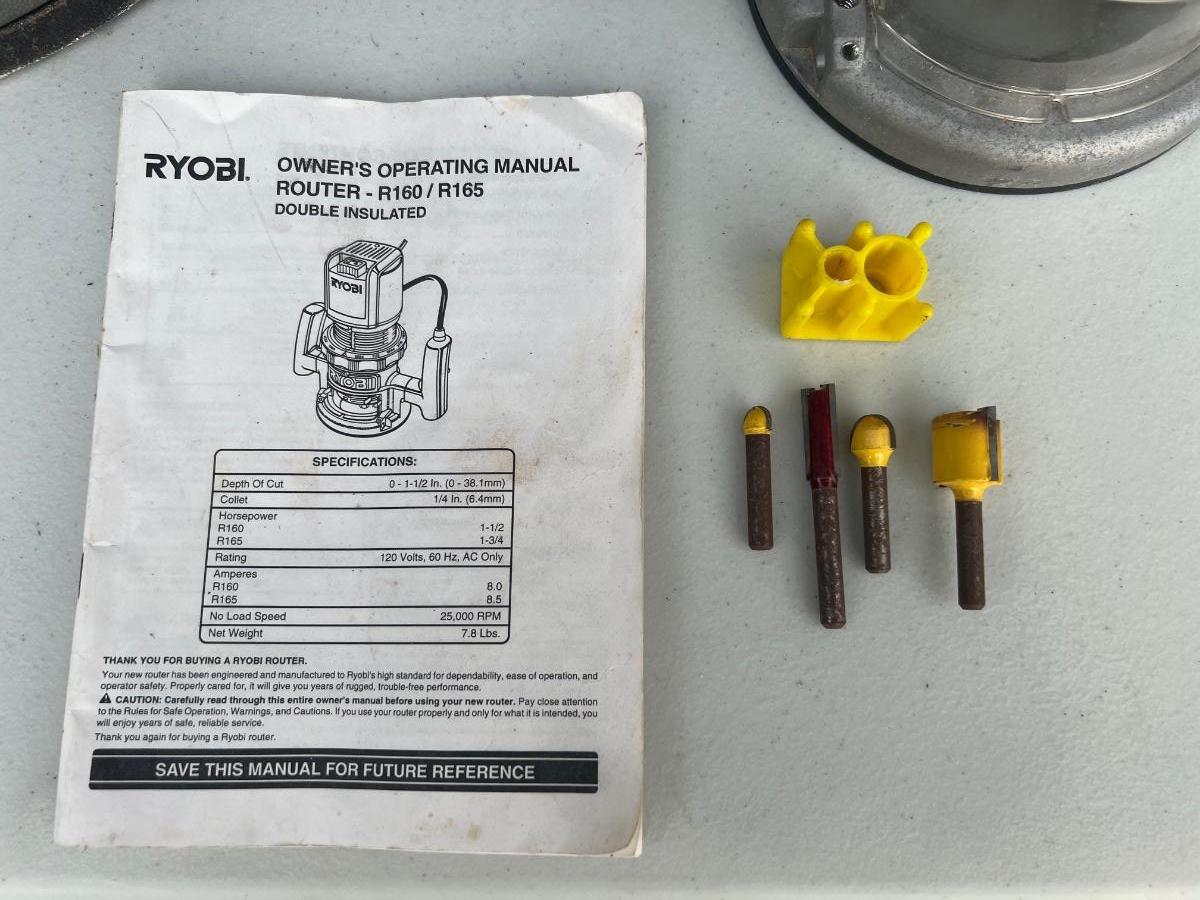 RYOBI.
OWNER'S OPERATING MANUAL
ROUTER - R160 / R165
DOUBLE INSULATED
RYOBI
RYOBI
SPECIFICATIONS:
Depth Of Cut 0 - 1-1/2 In. (0 - 38.1mm)
Collet 1/4 In. (6.4mm)
Horsepower
R160 1-1/2
R165 1-3/4
Rating 120 Volts, 60 Hz, AC Only
Amperes
R160 8.0
R165 8.5
No Load Speed 25,000 RPM
Net Weight 7.8 Lbs.
THANK YOU FOR BUYING A RYOBI ROUTER.
Your new router has been engineered and manufactured to Ryobi's high standard for dependability, ease of operation, and
operator safety. Properly cared for, it will give you years of rugged, trouble-free performance.
CAUTION: Carefully read through this entire owner's manual before using your new router. Pay close attention
to the Rules for Safe Operation, Warnings, and Cautions. If you use your router properly and only for what it is intended, you
will enjoy years of safe, reliable service.
Thank you again for buying a Ryobi router.
SAVE THIS MANUAL FOR FUTURE REFERENCE